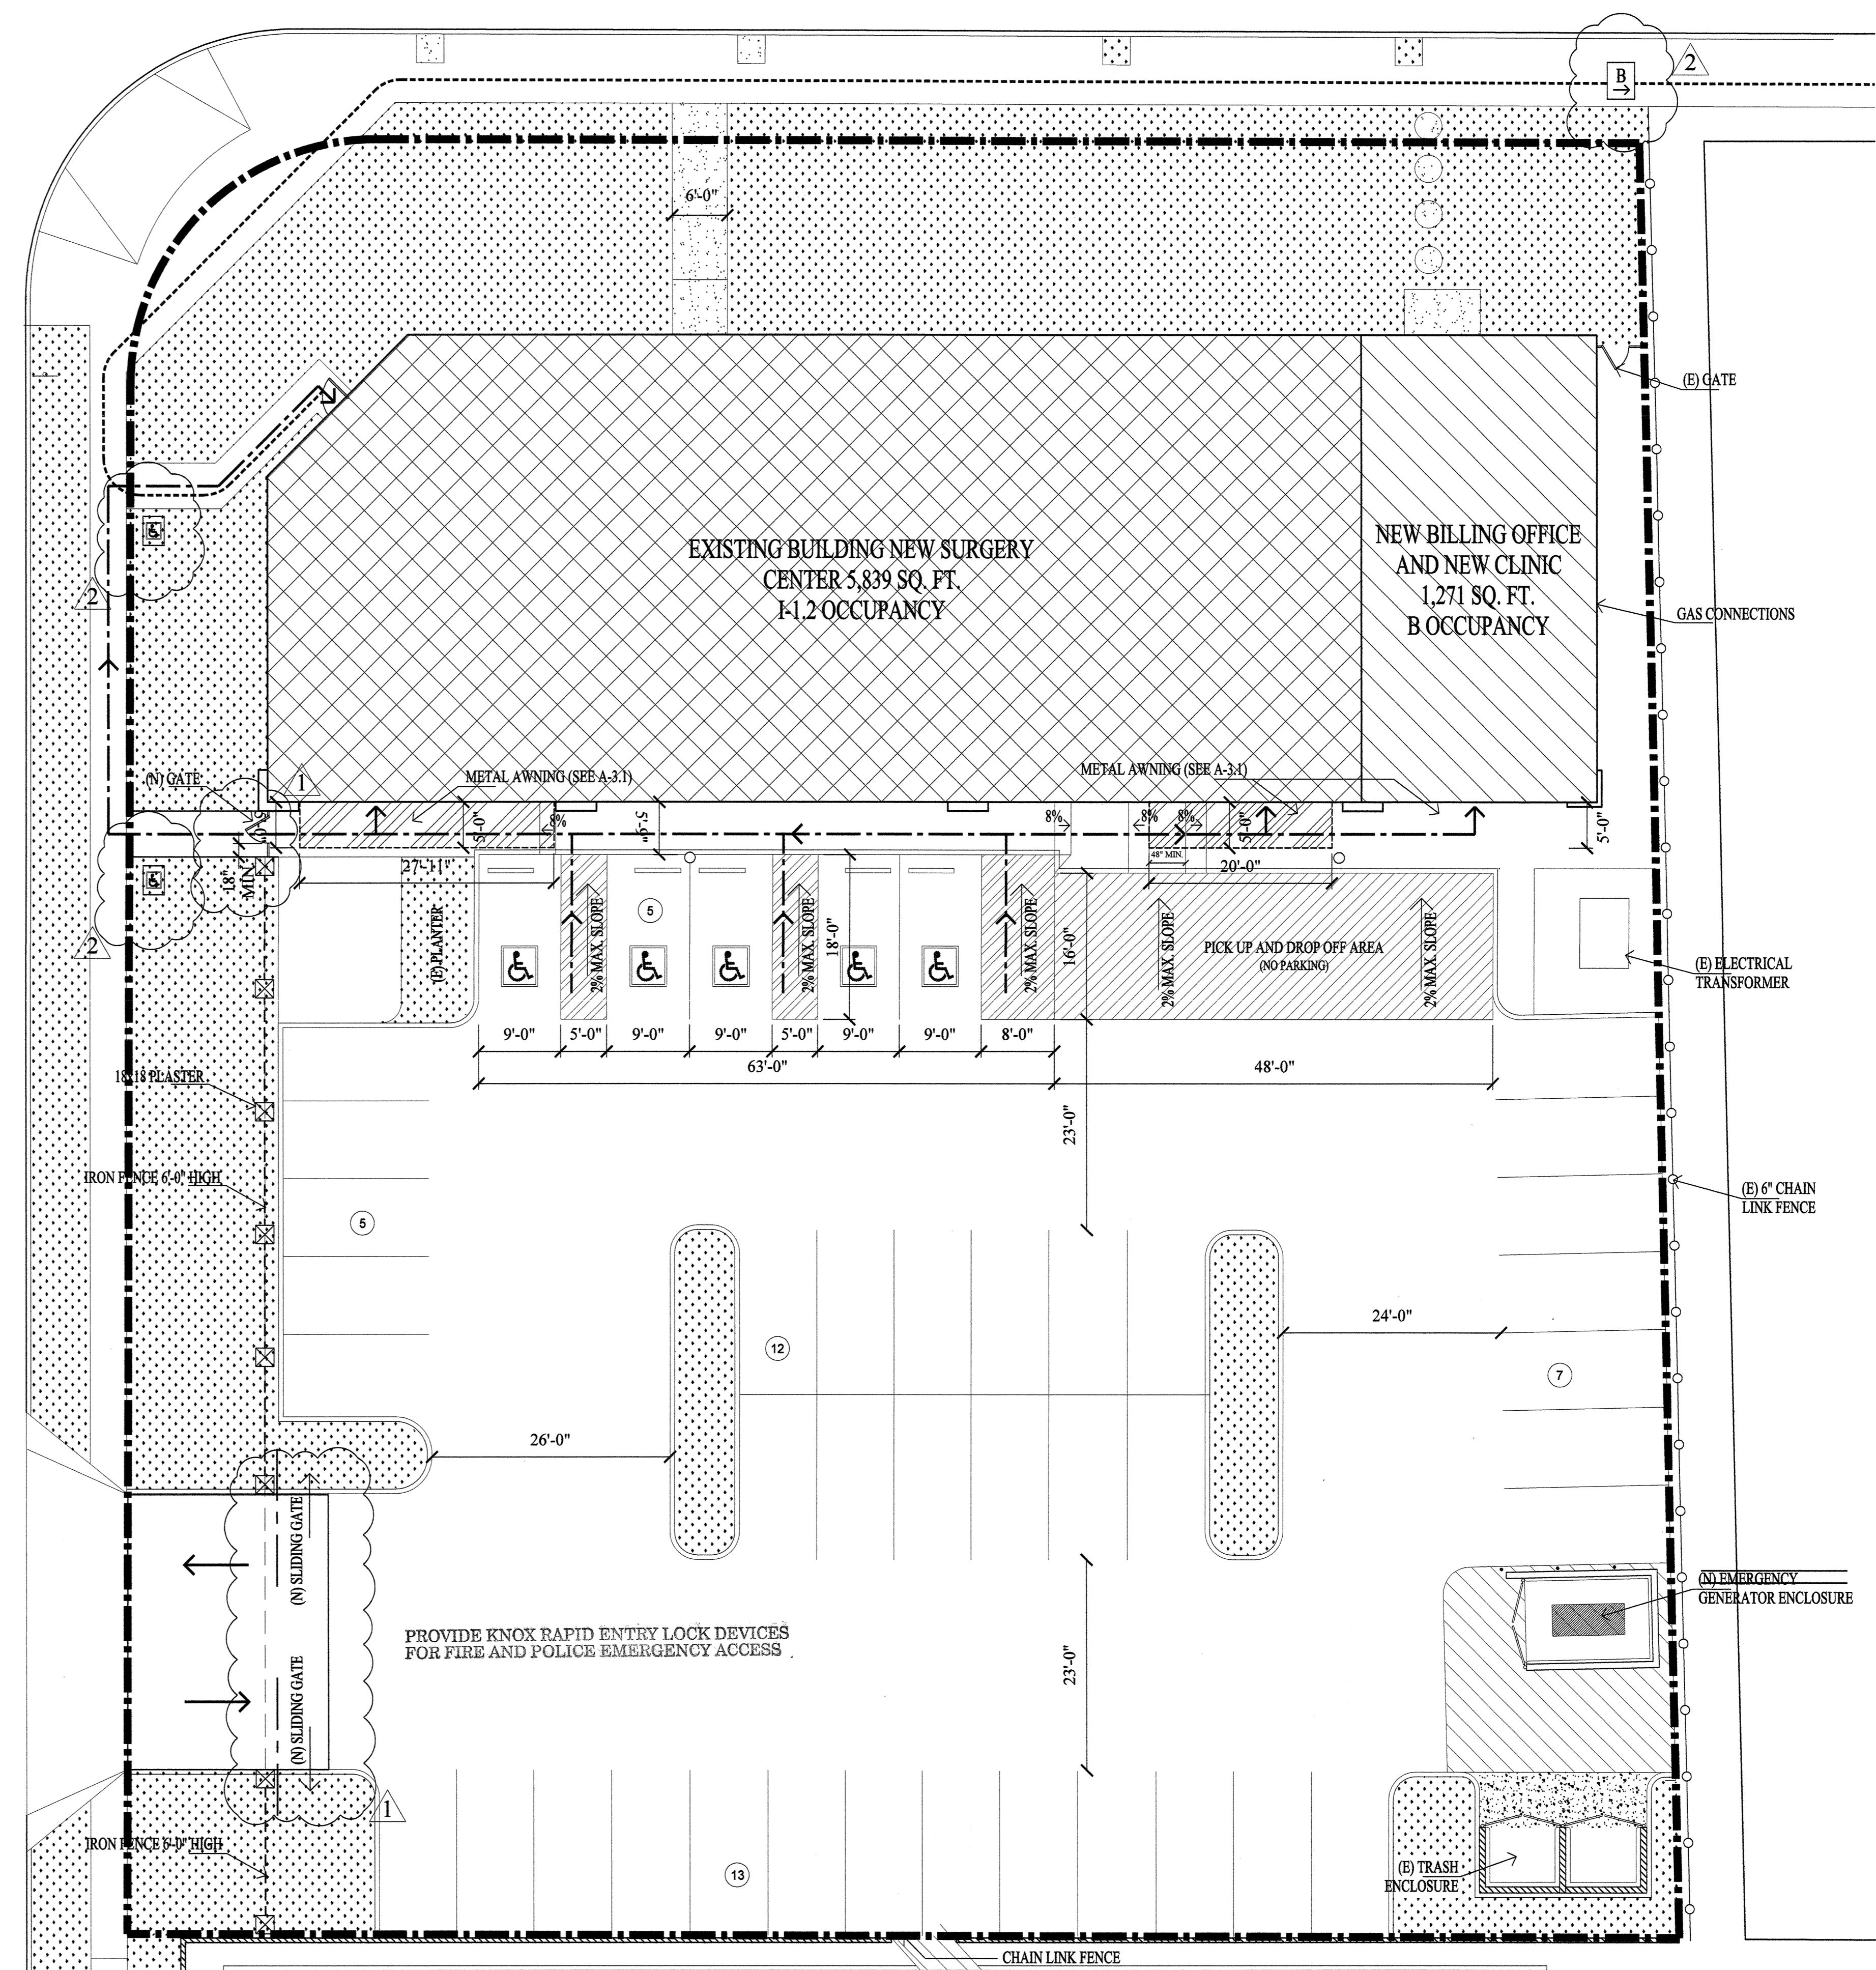 B
2
6'-0"
(E) GATE
EXISTING BUILDING NEW SURGERY
CENTER 5,839 SQ. FT.
I-1.2 OCCUPANCY
NEW BILLING OFFICE
AND NEW CLINIC
1,271 SQ. FT.
B OCCUPANCY
GAS CONNECTIONS
2
(N) GATE
1
METAL AWNING (SEE A-3.1)
METAL AWNING (SEE A-3.1)
5'-0"
5'-0"
8%
5'-9"
8%
8%
8%
5'-0"
5'-0"
48" MIN.
18"
MIN.
27'-11"
20'-0"
2
(E) PLANTER
2% MAX. SLOPE
5
2% MAX. SLOPE
18'-0"
2% MAX. SLOPE
16'-0"
2% MAX. SLOPE
PICK UP AND DROP OFF AREA
(NO PARKING)
2% MAX. SLOPE
(E) ELECTRICAL
TRANSFORMER
9'-0"
5'-0"
9'-0"
9'-0"
5'-0"
9'-0"
9'-0"
8'-0"
63'-0"
48'-0"
18x18 PLASTER
23'-0"
IRON FENCE 6'-0" HIGH
(E) 6" CHAIN
LINK FENCE
5
12
24'-0"
7
26'-0"
(N) SLIDING GATE
(N) EMERGENCY
GENERATOR ENCLOSURE
PROVIDE KNOX RAPID ENTRY LOCK DEVICES
FOR FIRE AND POLICE EMERGENCY ACCESS
23'-0"
(N) SLIDING GATE
1
IRON FENCE 6'-0" HIGH
13
(E) TRASH
ENCLOSURE
CHAIN LINK FENCE